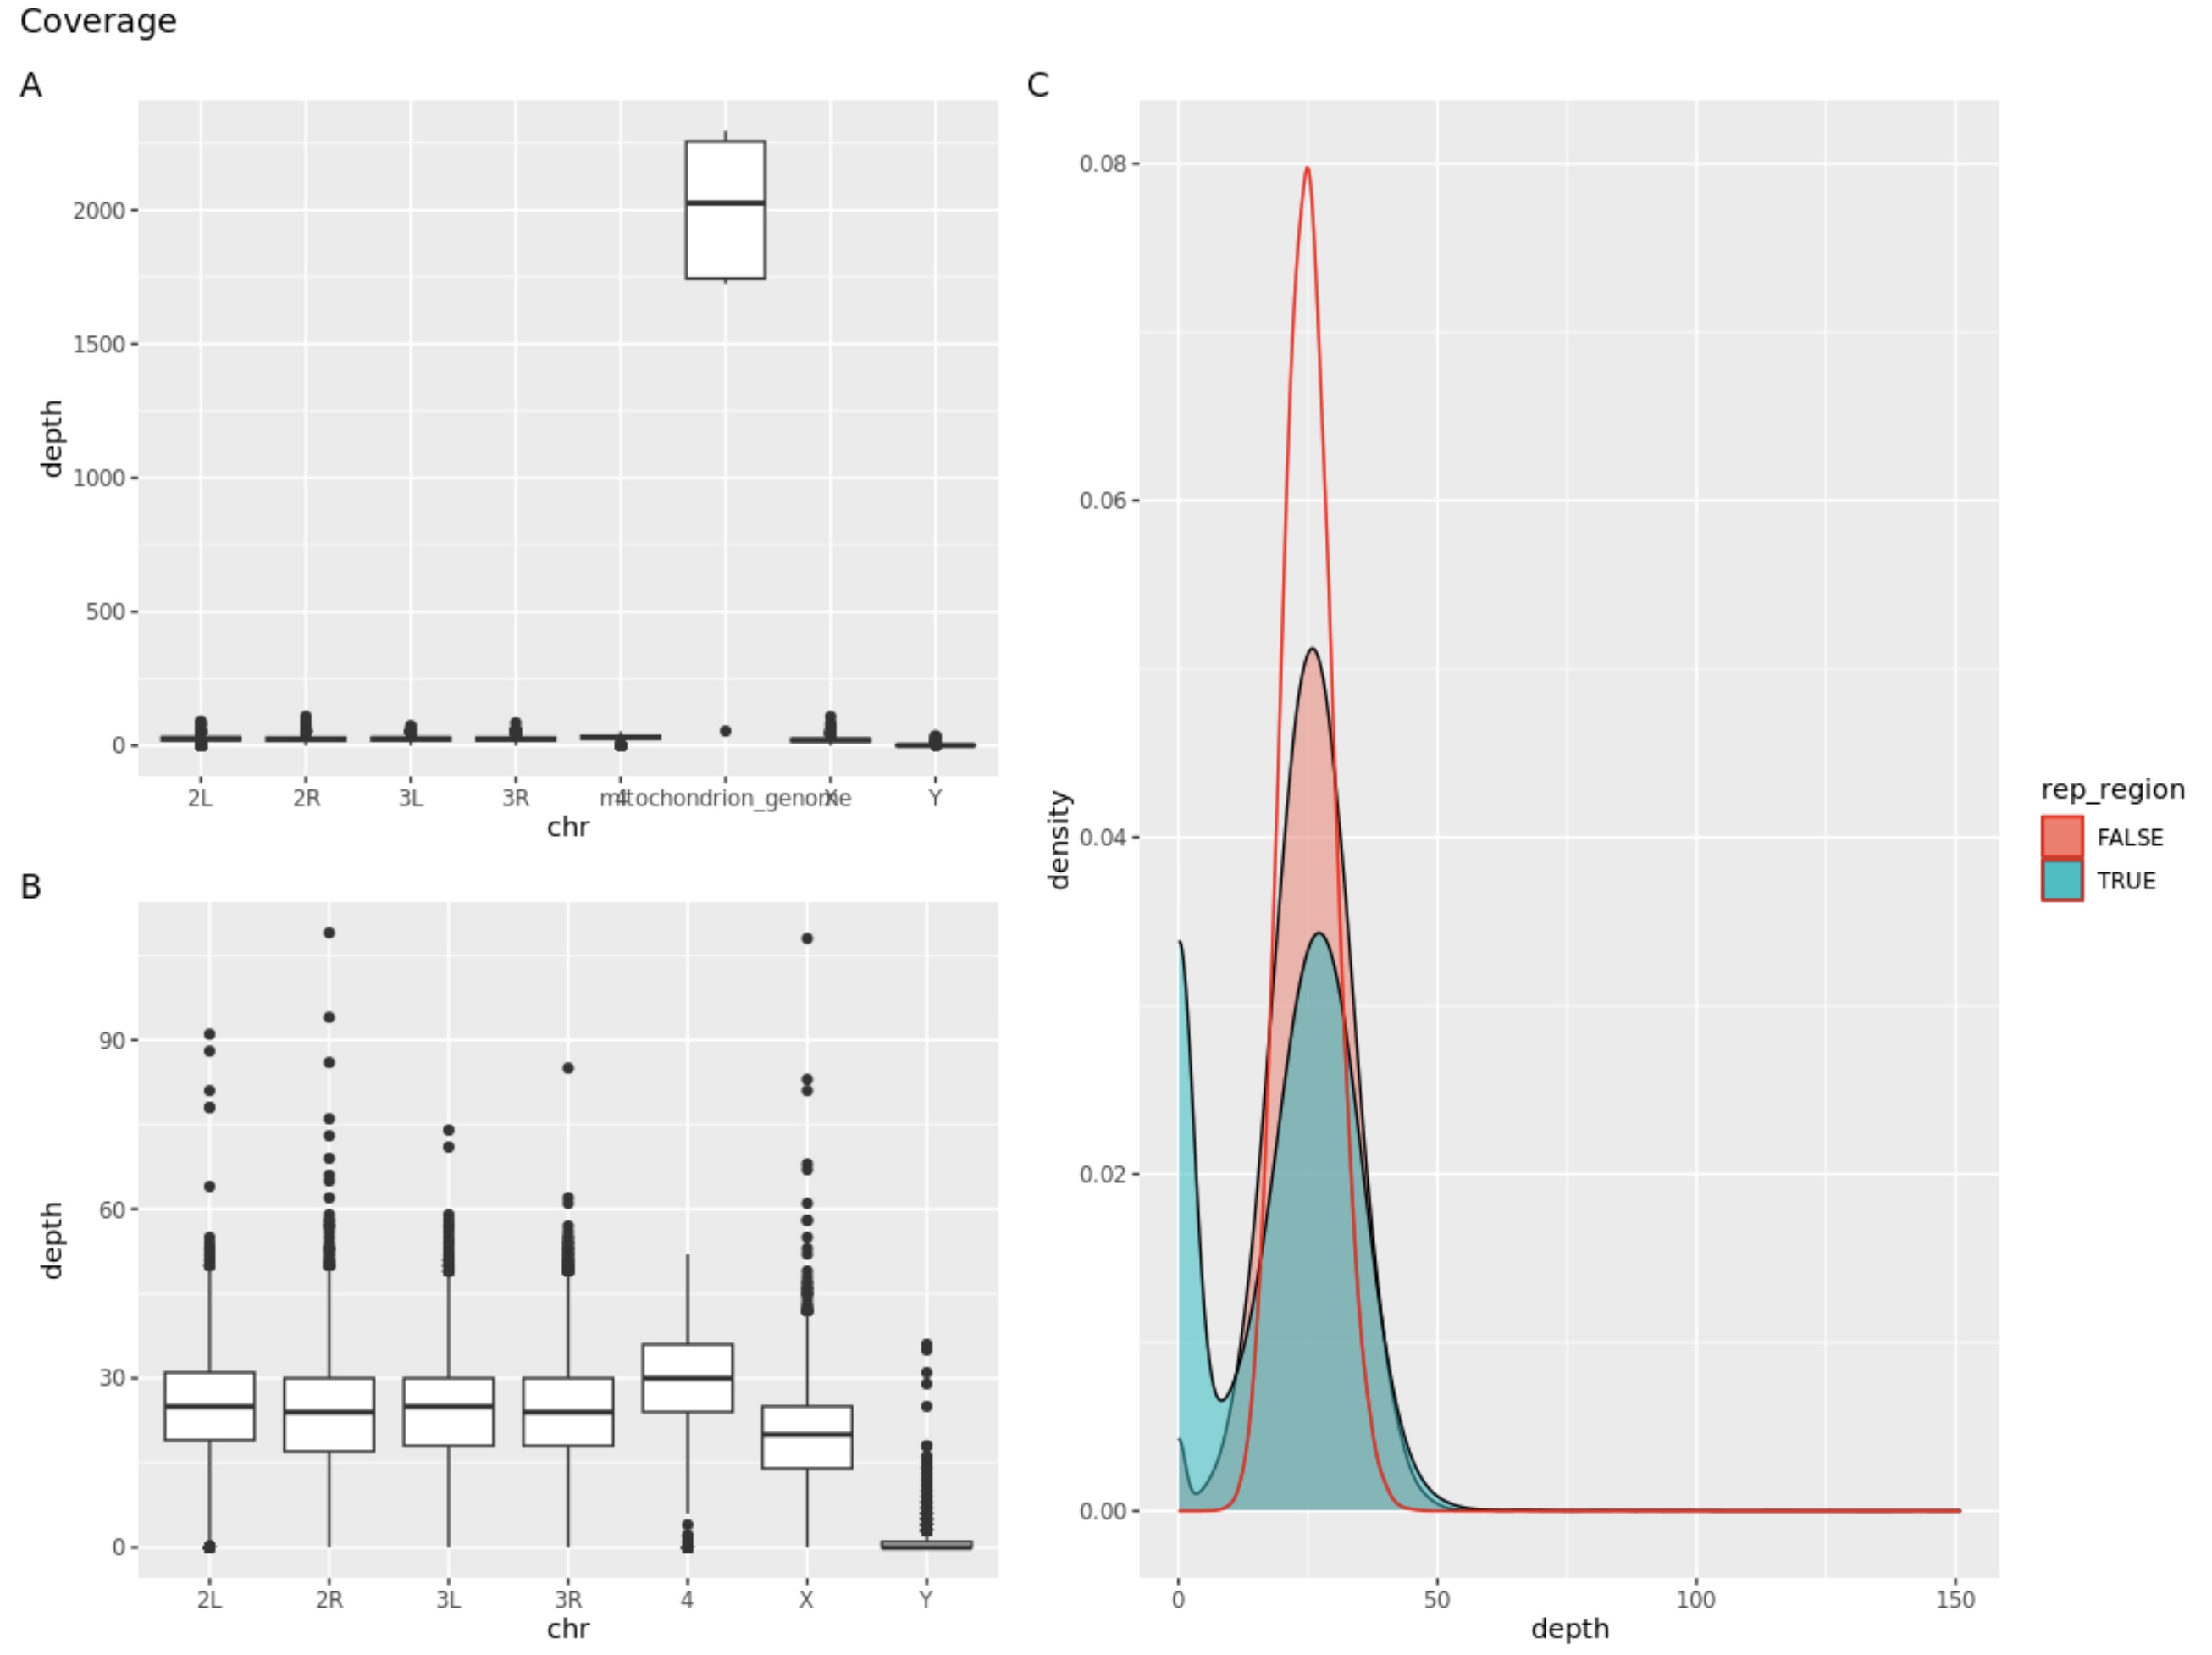 Coverage
A
depth
2000
1500
1000
500
0
2L 2R 3L 3R 4 mitochondrion_genome X Y
chr
B
depth
90
60
30
0
2L 2R 3L 3R 4 X Y
chr
C
density
0.08
0.06
0.04
0.02
0.00
0 50 100 150
depth
rep_region
FALSE
TRUE